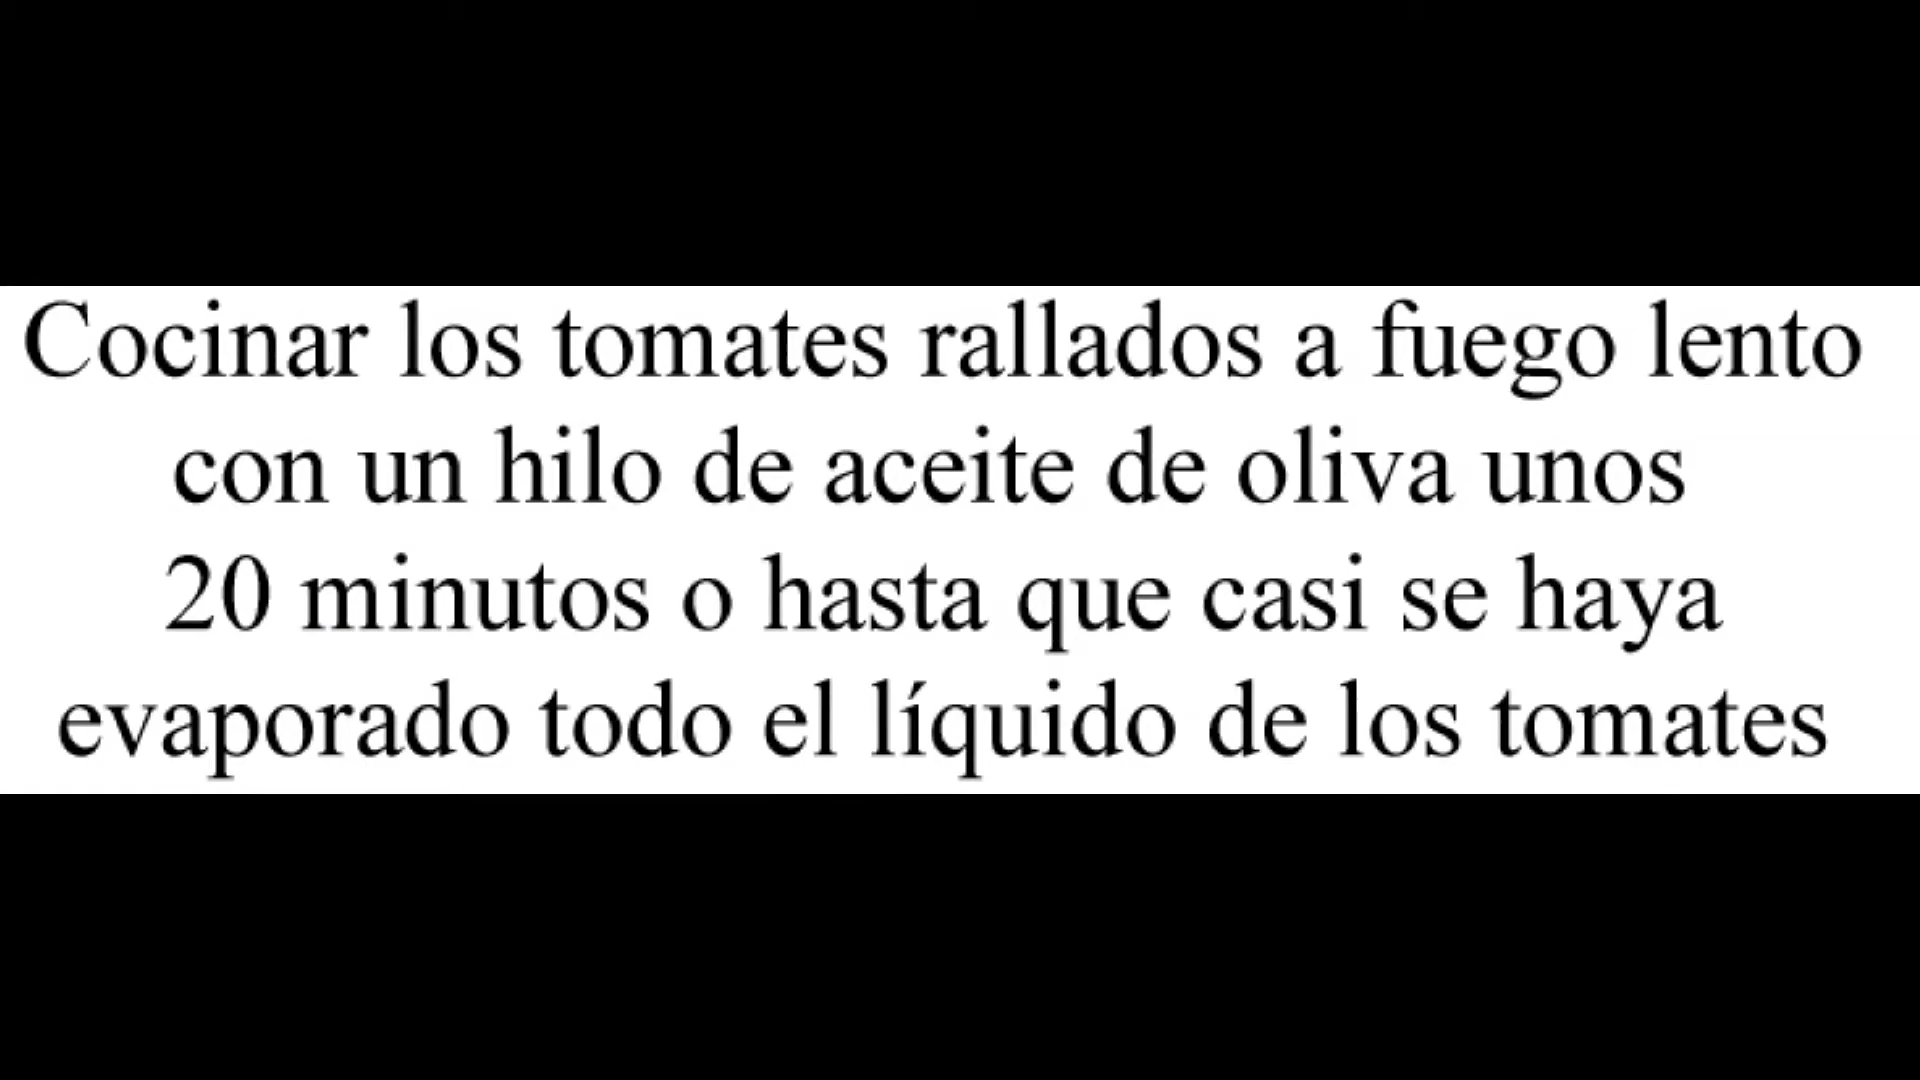 Cocinar los tomates rallados a fuego lento
con un hilo de aceite de oliva unos
20 minutos o hasta que casi se haya
evaporado todo el líquido de los tomates